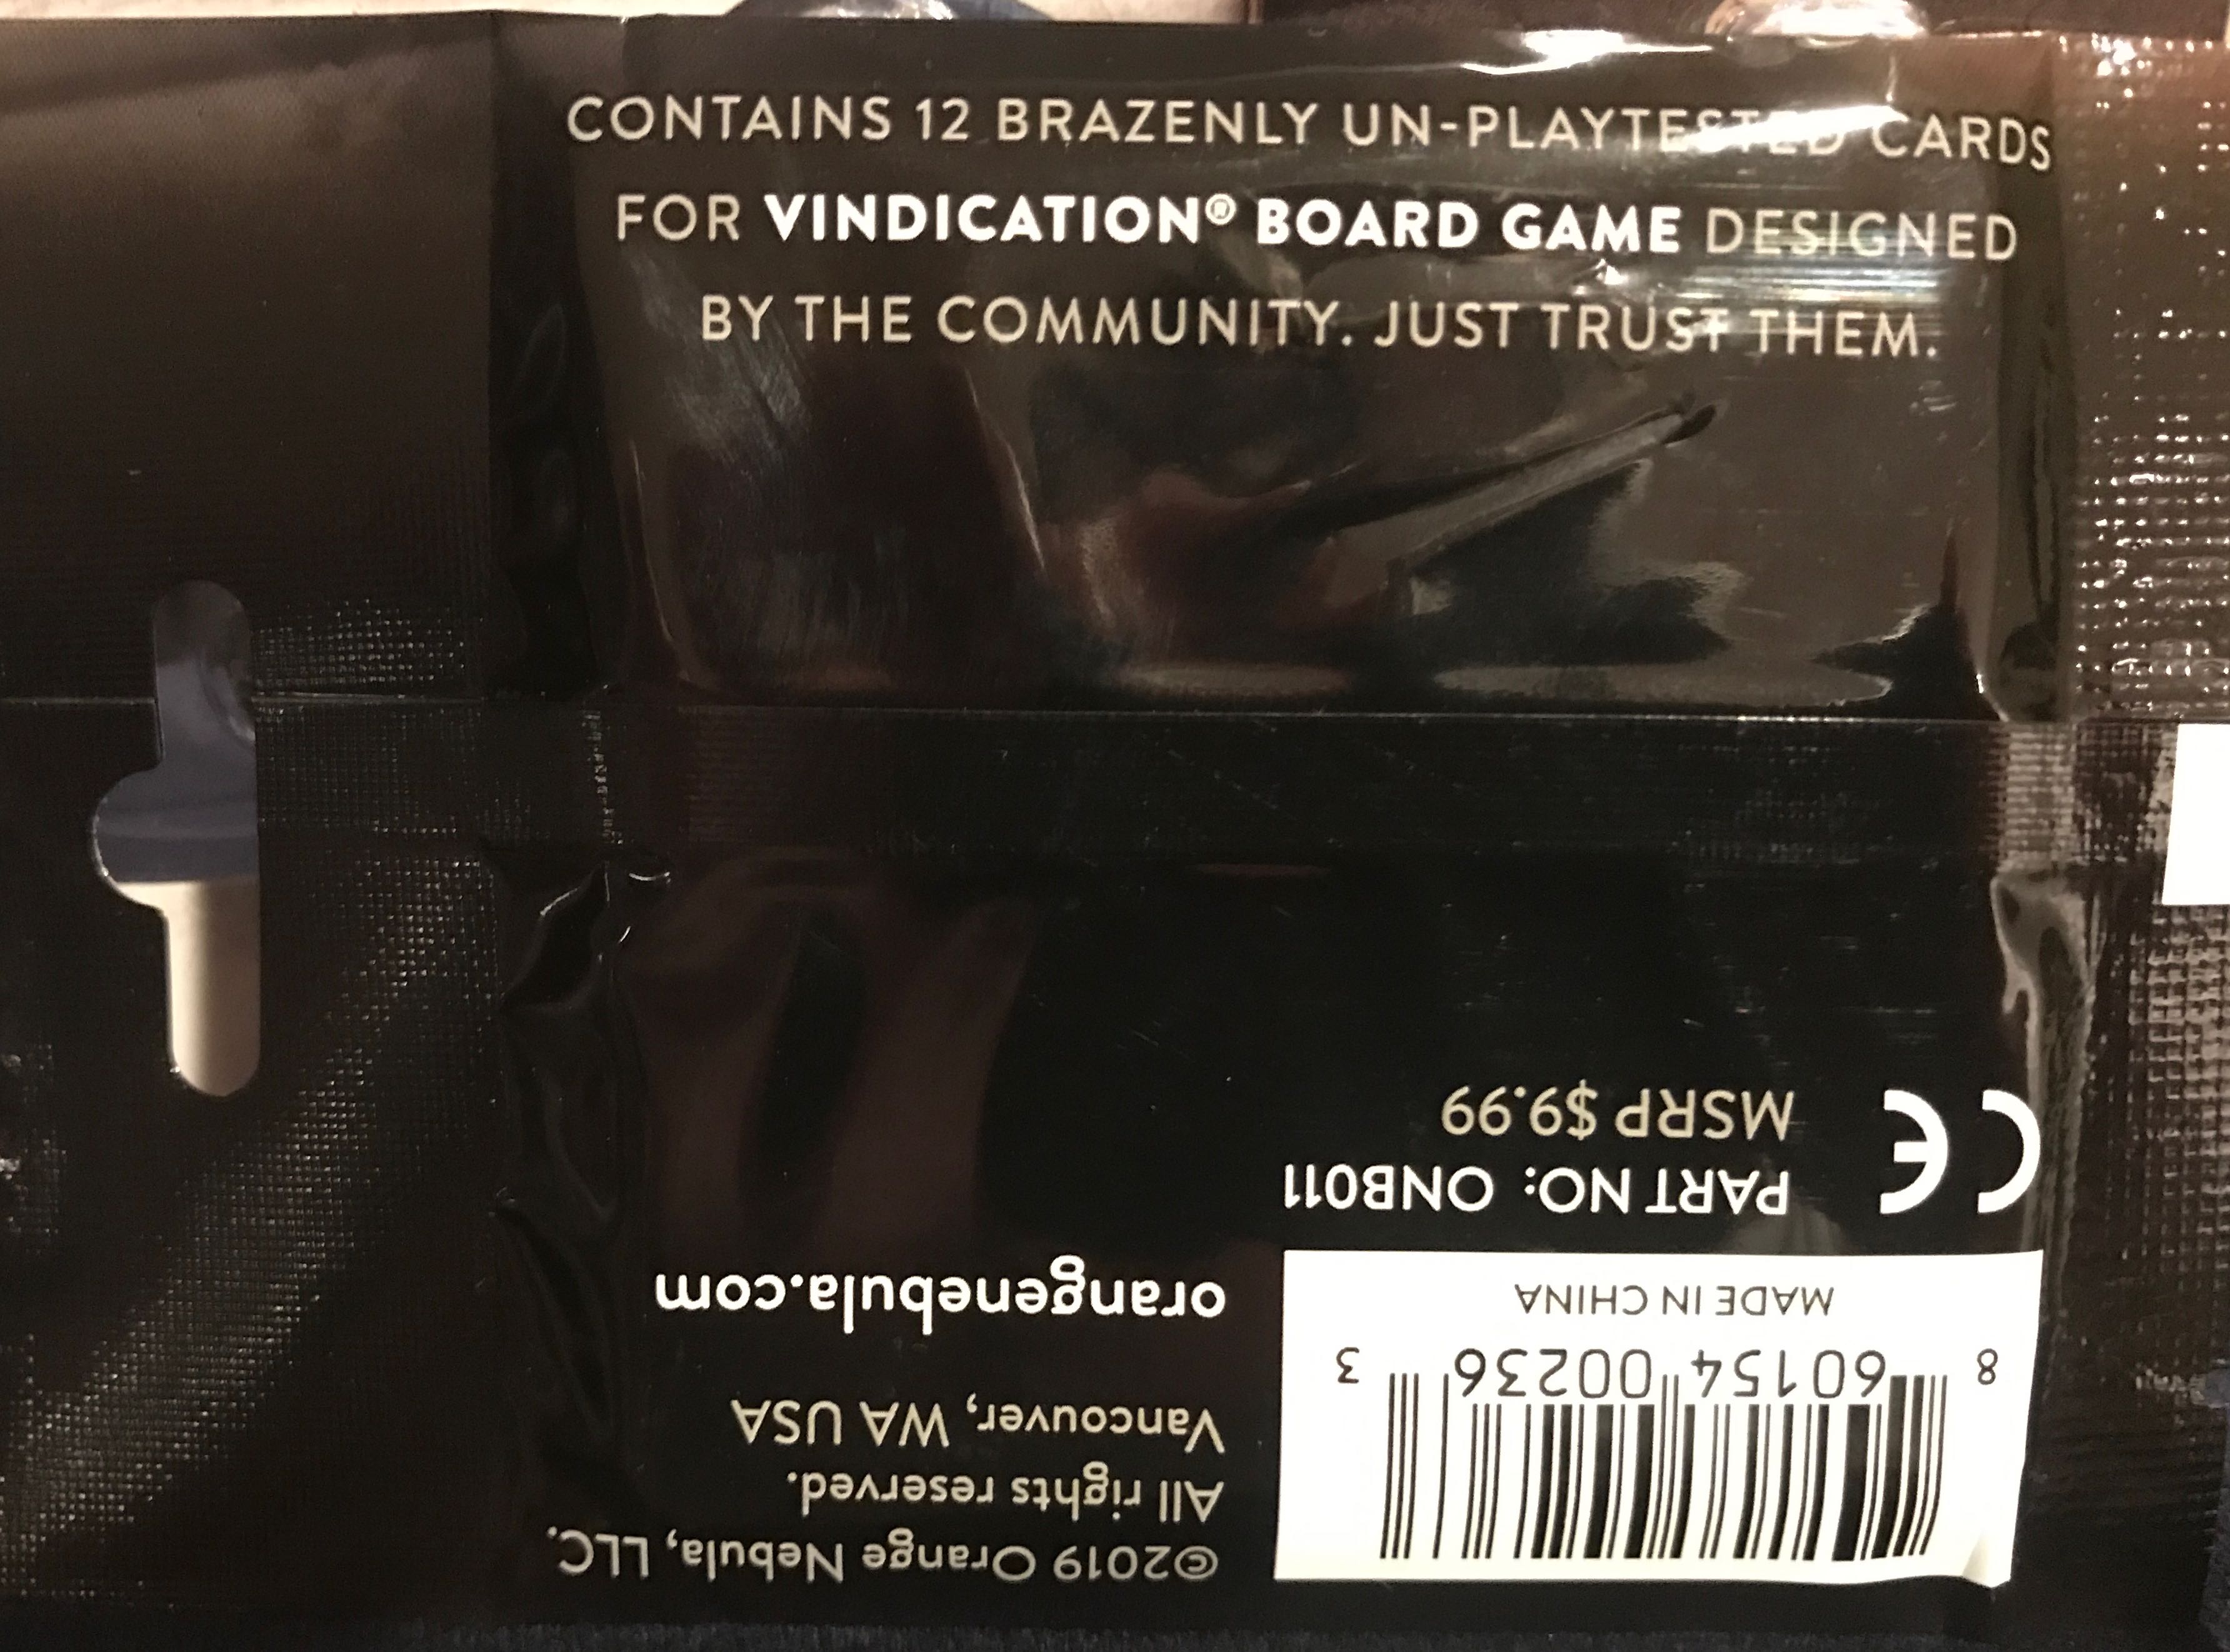 CONTAINS 12 BRAZENLY UN-PLAYTESTED CARDS
FOR VINDICATION® BOARD GAME DESIGNED
BY THE COMMUNITY. JUST TRUST THEM.
©2019 Orange Nebula, LLC.
All rights reserved.
Vancouver, WA USA
orangenebula.com
8 60154 00236 3
MADE IN CHINA
PART NO: ONB011
MSRP $9.99
CE